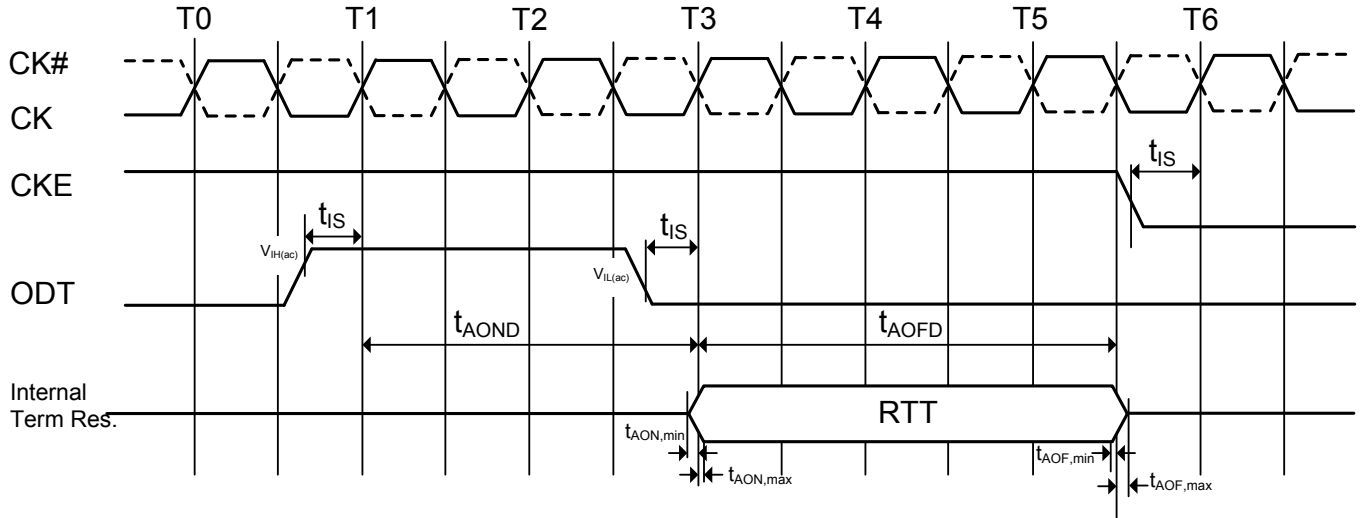 T0 T1 T2 T3 T4 T5 T6
CK#
CK
CKE
tIS
tIS
tIS
VIH(ac)
VIL(ac)
ODT
tAOND
tAOFD
Internal
Term Res.
RTT
tAON,min
tAOF,min
tAON,max
tAOF,max